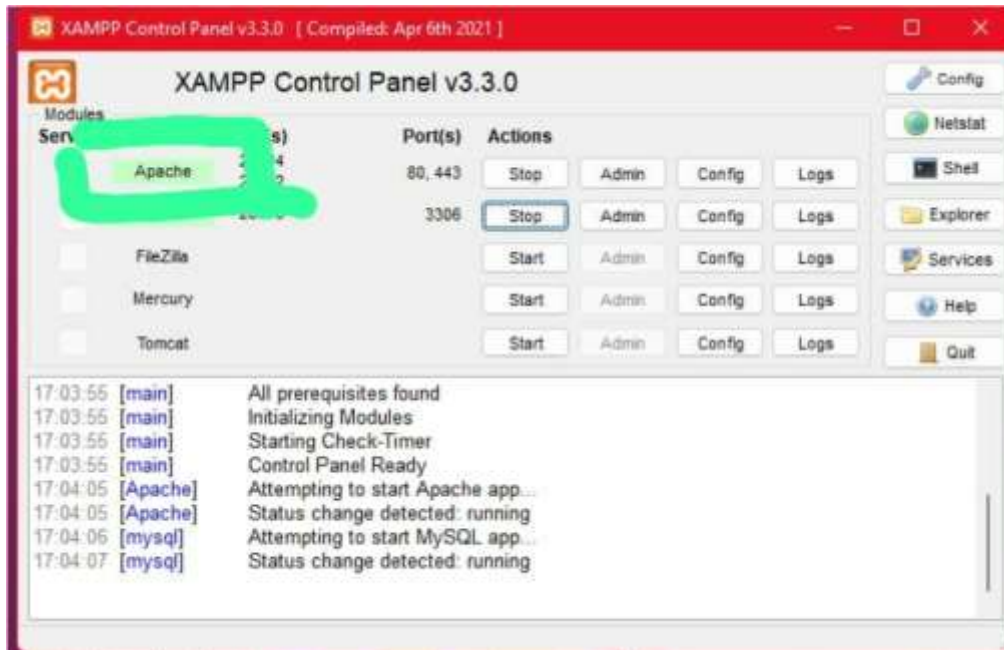 XAMPP Control Panel v3.3.0 [ Compiled: Apr 6th 2021 ]
XAMPP Control Panel v3.3.0
Config
Modules
Port(s) Actions
Netstat
Apache 80, 443 Stop Admin Config Logs
Shell
3306 Stop Admin Config Logs
Explorer
FileZilla Start Admin Config Logs
Services
Mercury Start Admin Config Logs
Help
Tomcat Start Admin Config Logs
Quit
17:03:55 [main] All prerequisites found
17:03:55 [main] Initializing Modules
17:03:55 [main] Starting Check-Timer
17:03:55 [main] Control Panel Ready
17:04:05 [Apache] Attempting to start Apache app...
17:04:05 [Apache] Status change detected: running
17:04:06 [mysql] Attempting to start MySQL app...
17:04:07 [mysql] Status change detected: running